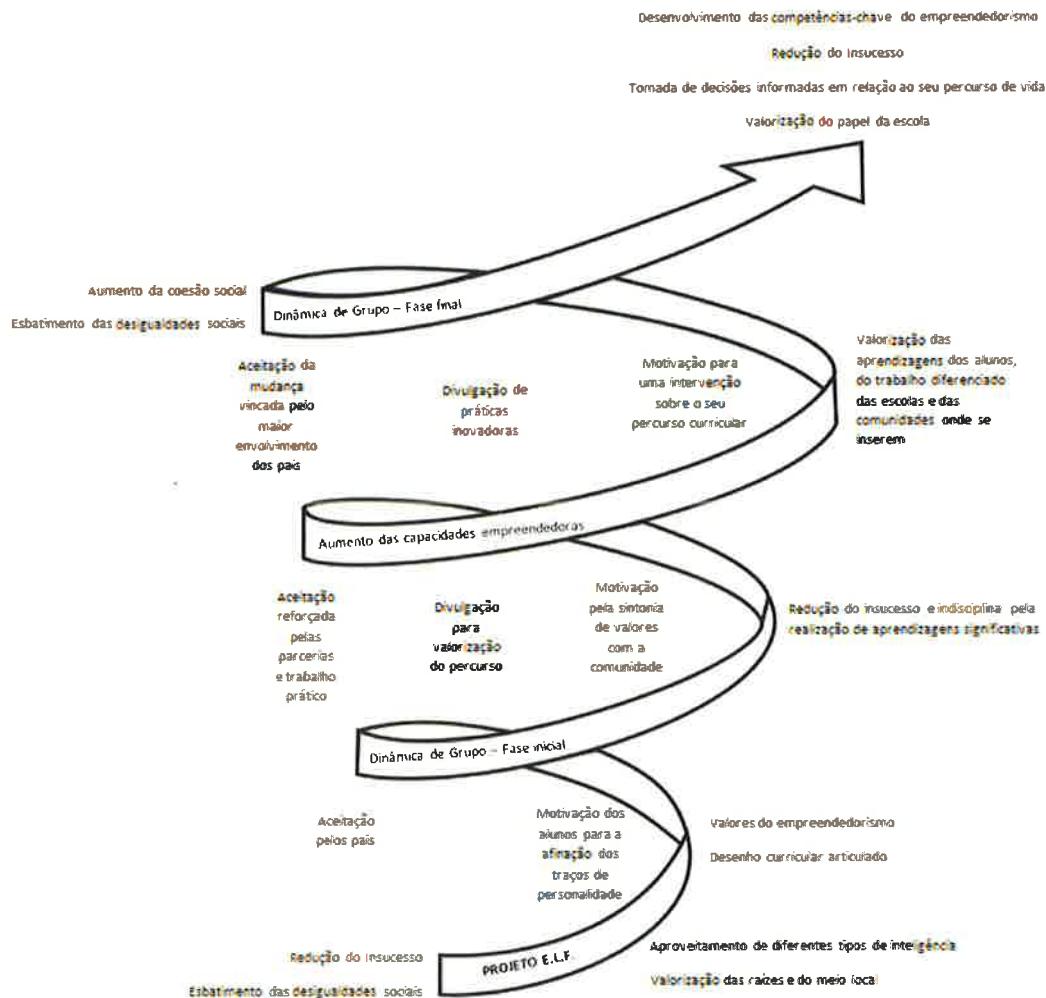 Desenvolvimento das competências-chave do empreendedorismo
Redução do Insucesso
Tomada de decisões informadas em relação ao seu percurso de vida
Valorização do papel da escola
Aumento da coesão social
Esbatimento das desigualdades sociais
Dinâmica de Grupo – Fase final
Aceitação da
mudança
vincada pelo
maior
envolvimento
dos pais
Divulgação de
práticas
inovadoras
Motivação para
uma intervenção
sobre o seu
percurso curricular
Valorização das
aprendizagens dos alunos,
do trabalho diferenciado
das escolas e das
comunidades onde se
inserem
Aumento das capacidades empreendedoras
Aceitação
reforçada
pelas
parcerias
e trabalho
prático
Divulgação
para
valorização
do percurso
Motivação
pela sintonia
de valores
com a
comunidade
Redução do insucesso e indisciplina pela
realização de aprendizagens significativas
Dinâmica de Grupo – Fase inicial
Aceitação
pelos pais
Motivação dos
alunos para a
afinação dos
traços de
personalidade
Valores do empreendedorismo
Desenho curricular articulado
Redução do Insucesso
Esbatimento das desigualdades sociais
PROJETO E.L.F.
Aproveitamento de diferentes tipos de inteligência
Valorização das raízes e do meio local